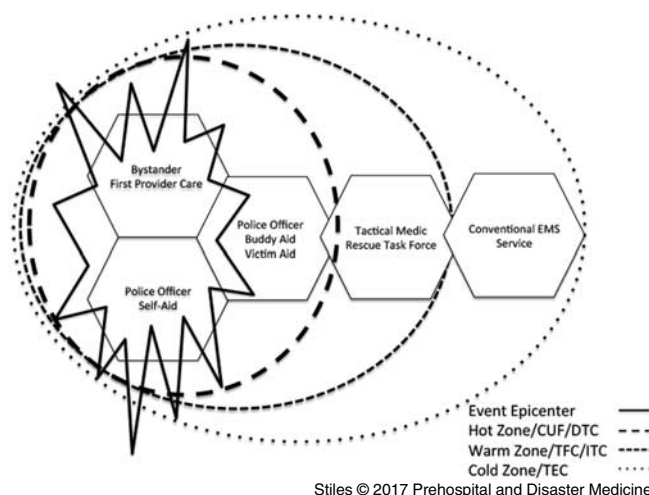 Bystander
First Provider Care
Police Officer
Buddy Aid
Victim Aid
Tactical Medic
Rescue Task Force
Conventional EMS
Service
Police Officer
Self-Aid
Event Epicenter
Hot Zone/CUF/DTC
Warm Zone/TFC/ITC
Cold Zone/TEC
Stiles © 2017 Prehospital and Disaster Medicine